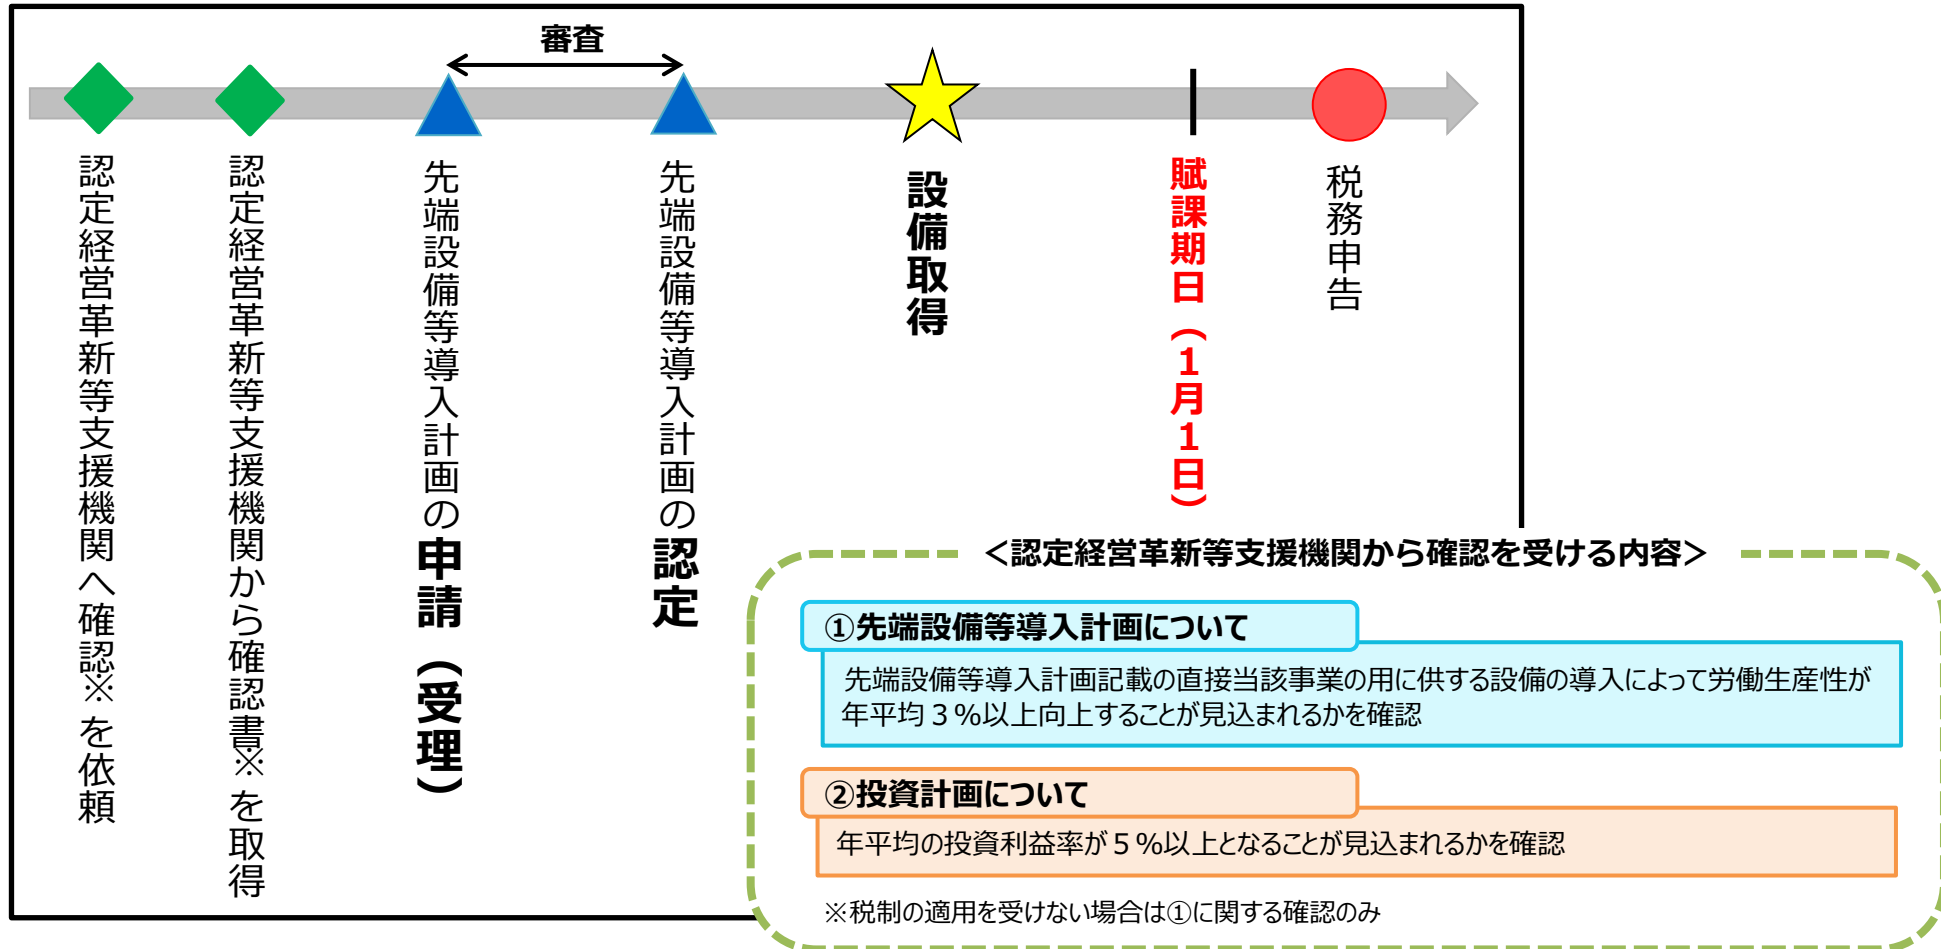 審査
認定経営革新等支援機関へ確認※を依頼
認定経営革新等支援機関から確認書※を取得
先端設備等導入計画の申請（受理）
先端設備等導入計画の認定
設備取得
賦課期日（１月１日）
税務申告
＜認定経営革新等支援機関から確認を受ける内容＞
①先端設備等導入計画について
先端設備等導入計画記載の直接当該事業の用に供する設備の導入によって労働生産性が
年平均３％以上向上することが見込まれるかを確認
②投資計画について
年平均の投資利益率が５％以上となることが見込まれるかを確認
※税制の適用を受けない場合は①に関する確認のみ